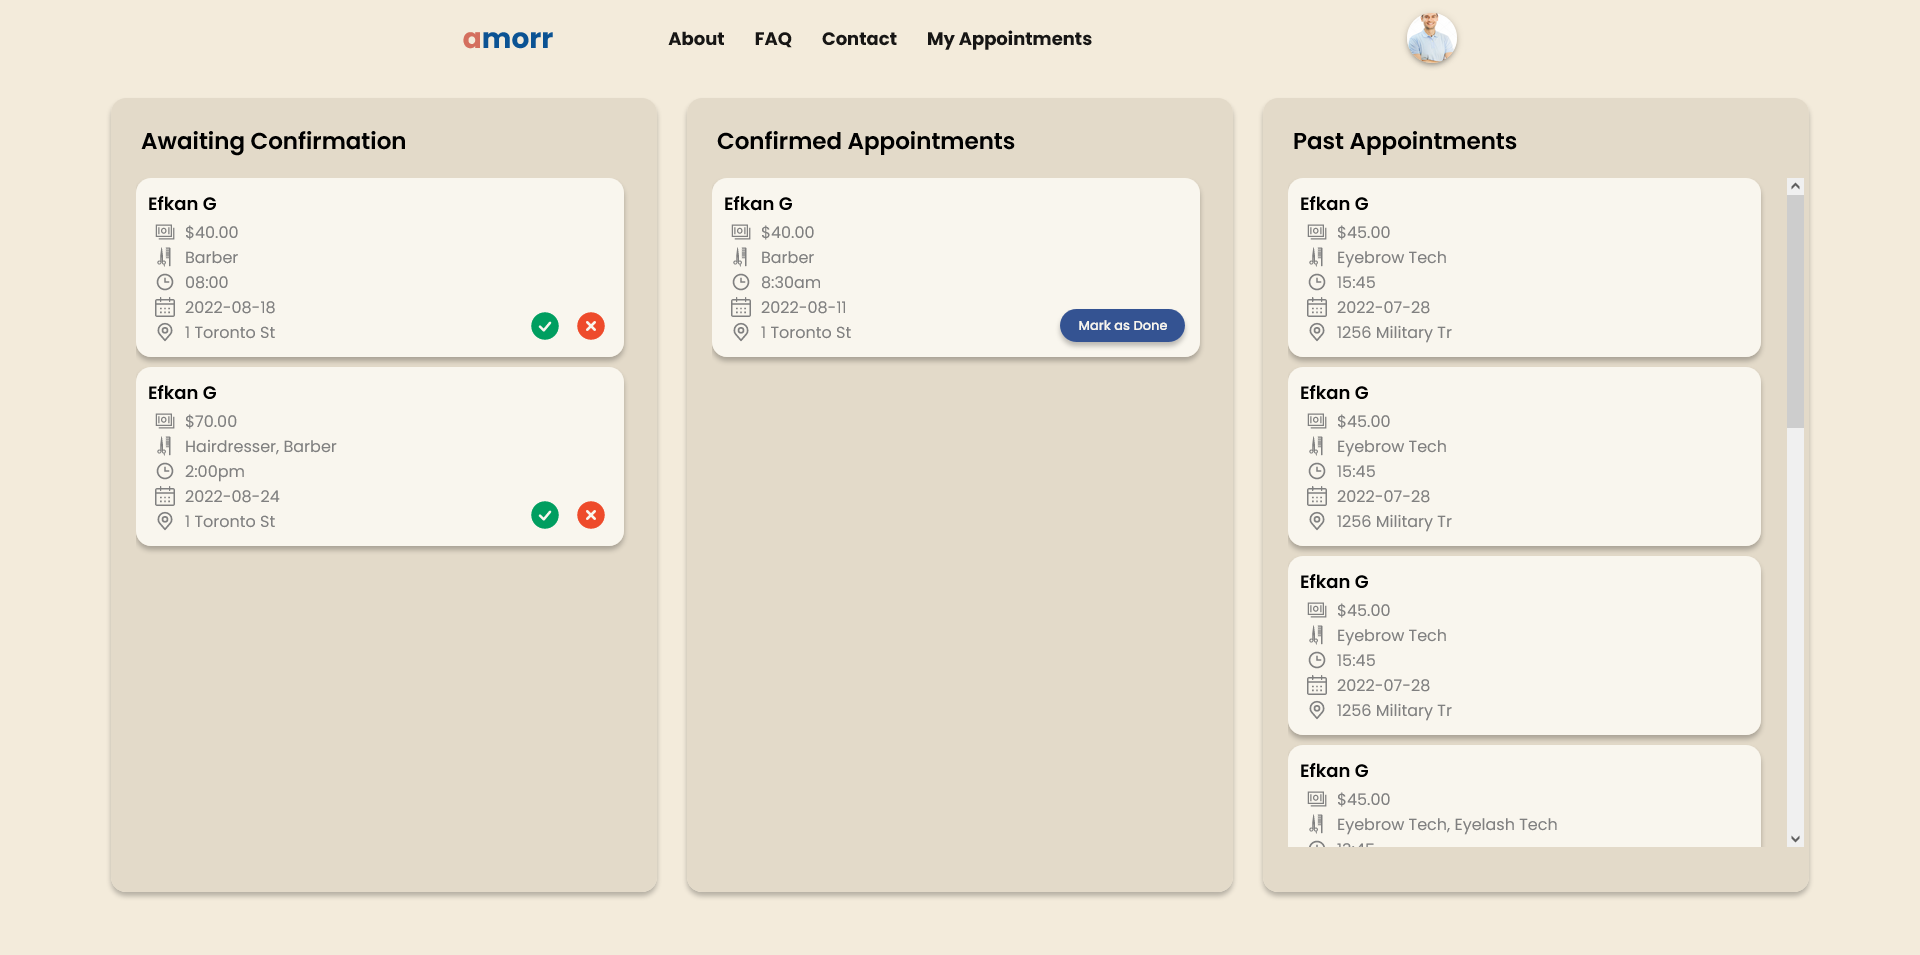 amorr
About
FAQ
Contact
My Appointments
Awaiting Confirmation
Efkan G
$40.00
Barber
08:00
2022-08-18
1 Toronto St
Efkan G
$70.00
Hairdresser, Barber
2:00pm
2022-08-24
1 Toronto St
Confirmed Appointments
Efkan G
$40.00
Barber
8:30am
2022-08-11
1 Toronto St
Mark as Done
Past Appointments
Efkan G
$45.00
Eyebrow Tech
15:45
2022-07-28
1256 Military Tr
Efkan G
$45.00
Eyebrow Tech
15:45
2022-07-28
1256 Military Tr
Efkan G
$45.00
Eyebrow Tech
15:45
2022-07-28
1256 Military Tr
Efkan G
$45.00
Eyebrow Tech, Eyelash Tech